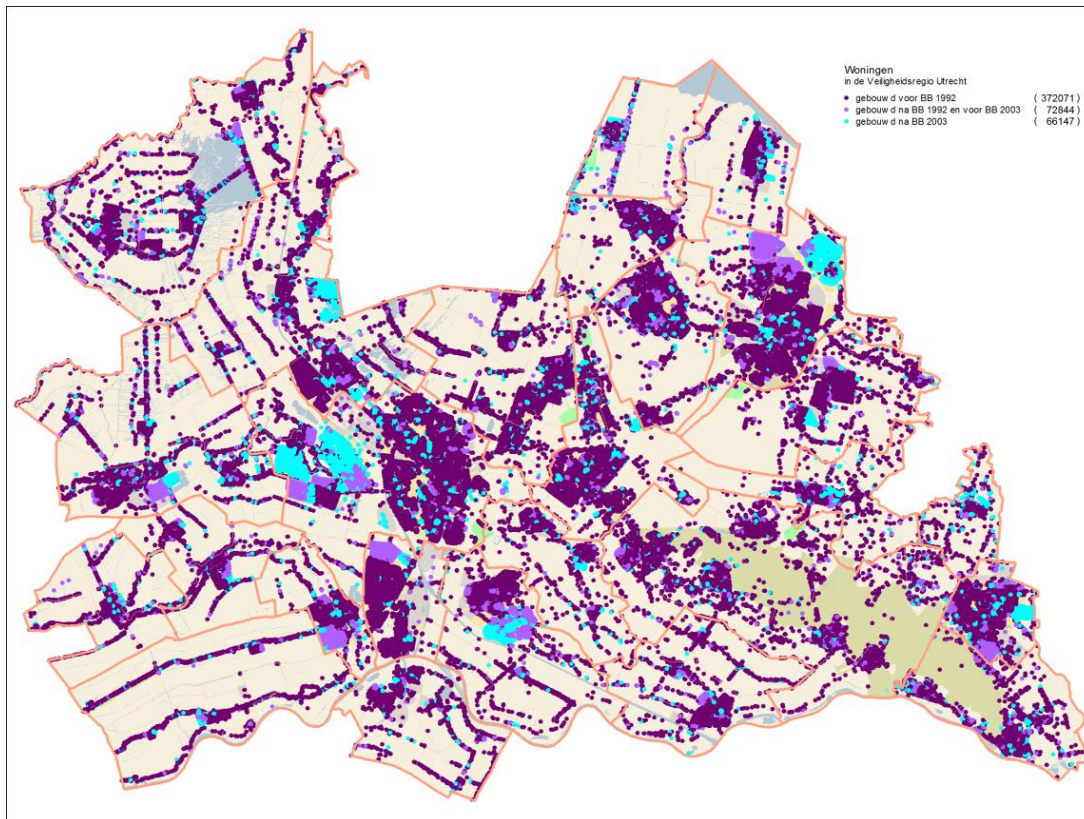 Woningen
in de Veiligheidsregio Utrecht
gebouwd voor BB 1992 ( 372071)
gebouwd na BB 1992 en voor BB 2003 ( 72844)
gebouwd na BB 2003 ( 66147)